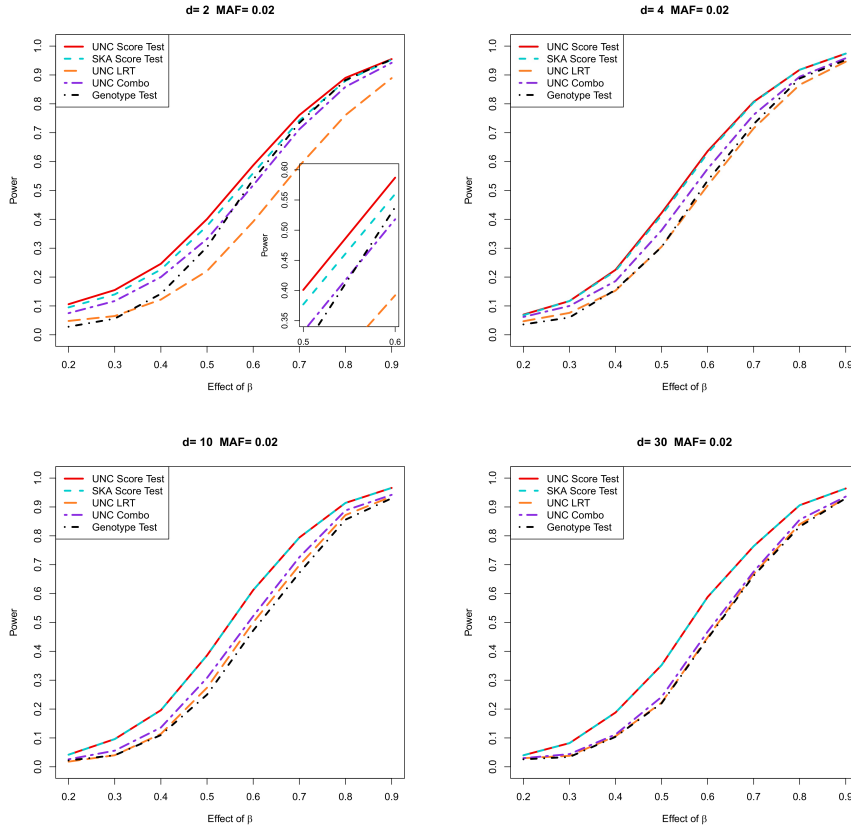 d= 2 MAF= 0.02
UNC Score Test
SKA Score Test
UNC LRT
UNC Combo
Genotype Test
Power
0.0 0.1 0.2 0.3 0.4 0.5 0.6 0.7 0.8 0.9 1.0
Power
0.35 0.40 0.45 0.50 0.55 0.60
0.5 0.6
0.2 0.3 0.4 0.5 0.6 0.7 0.8 0.9
Effect of β
d= 4 MAF= 0.02
UNC Score Test
SKA Score Test
UNC LRT
UNC Combo
Genotype Test
Power
0.0 0.1 0.2 0.3 0.4 0.5 0.6 0.7 0.8 0.9 1.0
0.2 0.3 0.4 0.5 0.6 0.7 0.8 0.9
Effect of β
d= 10 MAF= 0.02
UNC Score Test
SKA Score Test
UNC LRT
UNC Combo
Genotype Test
Power
0.0 0.1 0.2 0.3 0.4 0.5 0.6 0.7 0.8 0.9 1.0
0.2 0.3 0.4 0.5 0.6 0.7 0.8 0.9
Effect of β
d= 30 MAF= 0.02
UNC Score Test
SKA Score Test
UNC LRT
UNC Combo
Genotype Test
Power
0.0 0.1 0.2 0.3 0.4 0.5 0.6 0.7 0.8 0.9 1.0
0.2 0.3 0.4 0.5 0.6 0.7 0.8 0.9
Effect of β